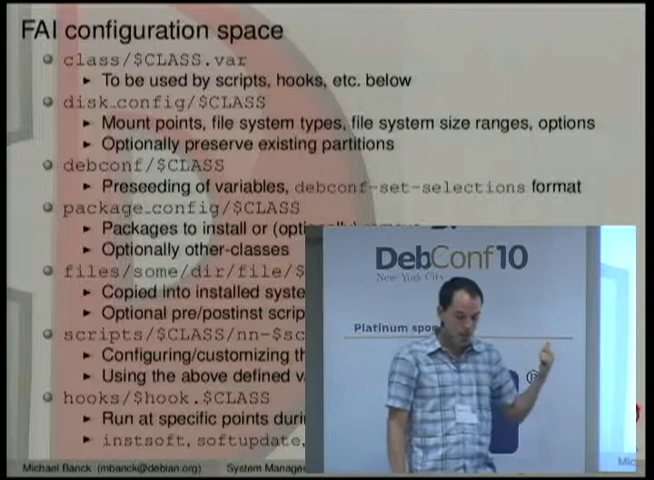 FAI configuration space
class/$CLASS.var
To be used by scripts, hooks, etc. below
disk_config/$CLASS
Mount points, file system types, file system size ranges, options
Optionally preserve existing partitions
debconf/$CLASS
Preseeding of variables, debconf-set-selections format
package_config/$CLASS
Packages to install or (optionally) remove
Optionally other-classes
files/some/dir/file/$
Copied into installed syste
Optional pre/postinst scrip
scripts/$CLASS/nn-$sc
Configuring/customizing th
Using the above defined v
hooks/$hook.$CLASS
Run at specific points duri
instsoft, softupdate,
Michael Banck (mbanck@debian.org) System Manage
DebConf10
New York City
Platinum spo
®
Mic